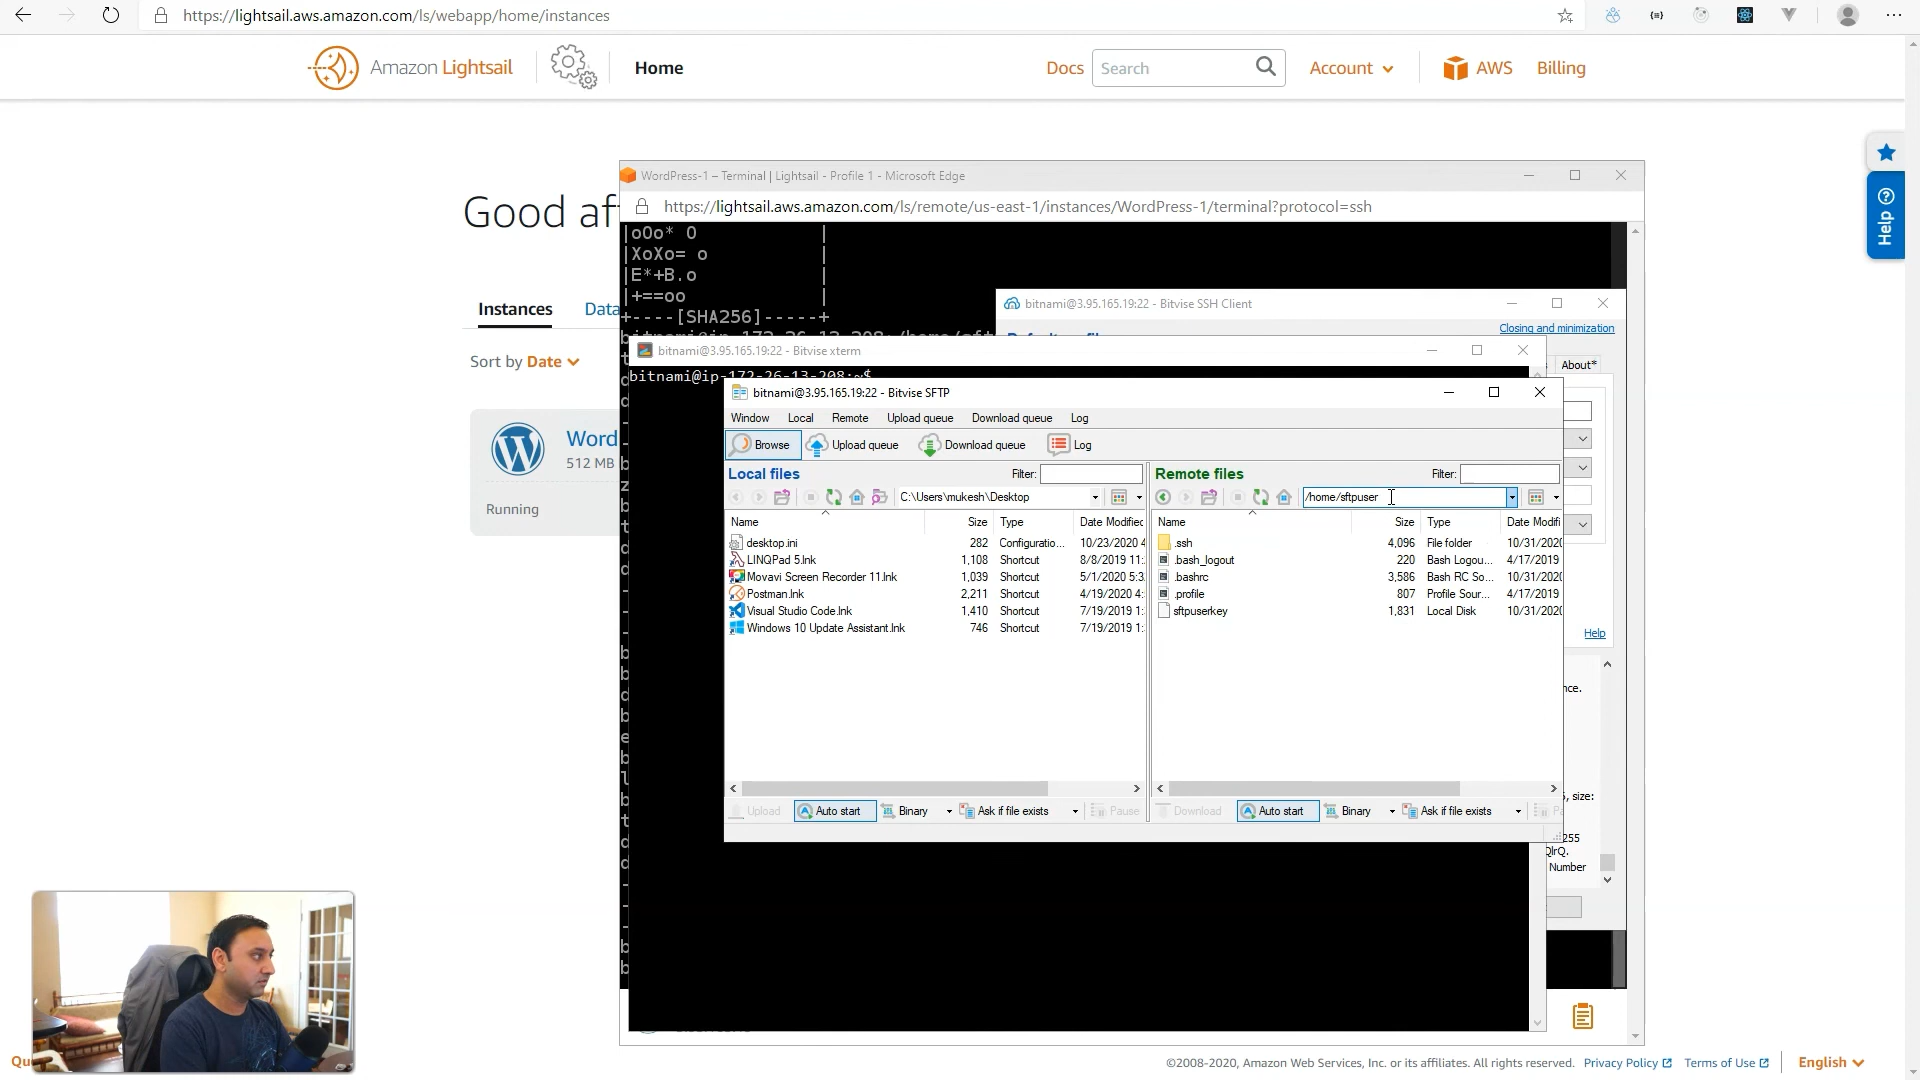 https://lightsail.aws.amazon.com/ls/webapp/home/instances
Amazon Lightsail
Home
Docs
Search
Account
AWS
Billing
Good af
WordPress-1 – Terminal | Lightsail - Profile 1 - Microsoft Edge
https://lightsail.aws.amazon.com/ls/remote/us-east-1/instances/WordPress-1/terminal?protocol=ssh
Help
|oOo* O |
|XoXo= o |
|E*+B.o |
|+==oo |
+----[SHA256]-----+
bitnami@3.95.165.19:22 - Bitvise SSH Client
Closing and minimization
Instances
Data
About*
Sort by Date
bitnami@3.95.165.19:22 - Bitvise xterm
bitnami@ip-172-26-13-208:~$
bitnami@3.95.165.19:22 - Bitvise SFTP
Window Local Remote Upload queue Download queue Log
Browse Upload queue Download queue Log
Word
512 MB
Running
Local files Filter:
C:\Users\mukesh\Desktop
Name Size Type Date Modified
desktop.ini 282 Configuratio... 10/23/2020 4
LINQPad 5.lnk 1,108 Shortcut 8/8/2019 11:
Movavi Screen Recorder 11.lnk 1,039 Shortcut 5/1/2020 5:3
Postman.lnk 2,211 Shortcut 4/19/2020 4:
Visual Studio Code.lnk 1,410 Shortcut 7/19/2019 1:
Windows 10 Update Assistant.lnk 746 Shortcut 7/19/2019 1:
Upload Auto start Binary Ask if file exists Pause
Remote files Filter:
/home/sftpuser
Name Size Type Date Modifi
.ssh 4,096 File folder 10/31/2020
.bash_logout 220 Bash Logou... 4/17/2019
.bashrc 3,586 Bash RC So... 10/31/2020
.profile 807 Profile Sour... 4/17/2019
sftpuserkey 1,831 Local Disk 10/31/2020
Download Auto start Binary Ask if file exists
Help
nce.
, size:
255
QlrQ.
Number
©2008-2020, Amazon Web Services, Inc. or its affiliates. All rights reserved.
Privacy Policy
Terms of Use
English